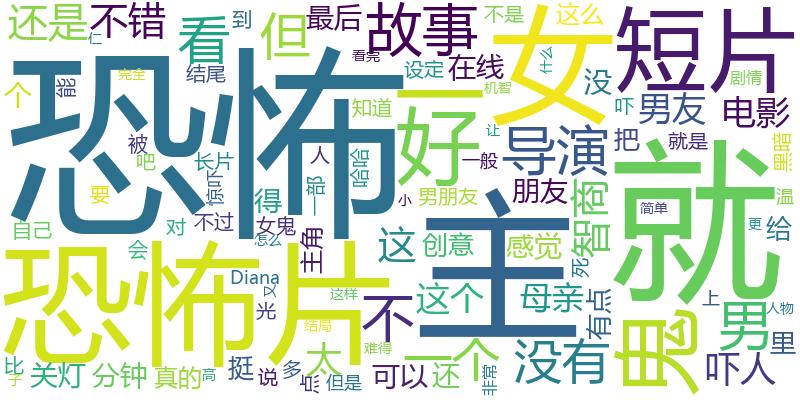 还是
不错
看
但
故事
女
短片
最后
这么
到
不是
仁
完全
能
个
结尾
看完
设定
在线
什么
没
吓
剧情
机智
恐怖
一
好
知道
男友
电影
被
吧
长片
惊吓
人
一部
哈哈
让
一般
导演
把
就是
黑暗
就
主
要
得
男朋友
小
朋友
智商
简单
温
自己
对
不过
女鬼
主角
这
创意
感觉
更
给
会
怎么
恐怖片
Diana
又
光
这样
不
这个
母亲
死
有点
上
人物
鬼
男
里
结局
太
一个
没有
吓人
比
子
关灯
分钟
真的
高
挺
说
多
点
但是
难得
可以
还
非常